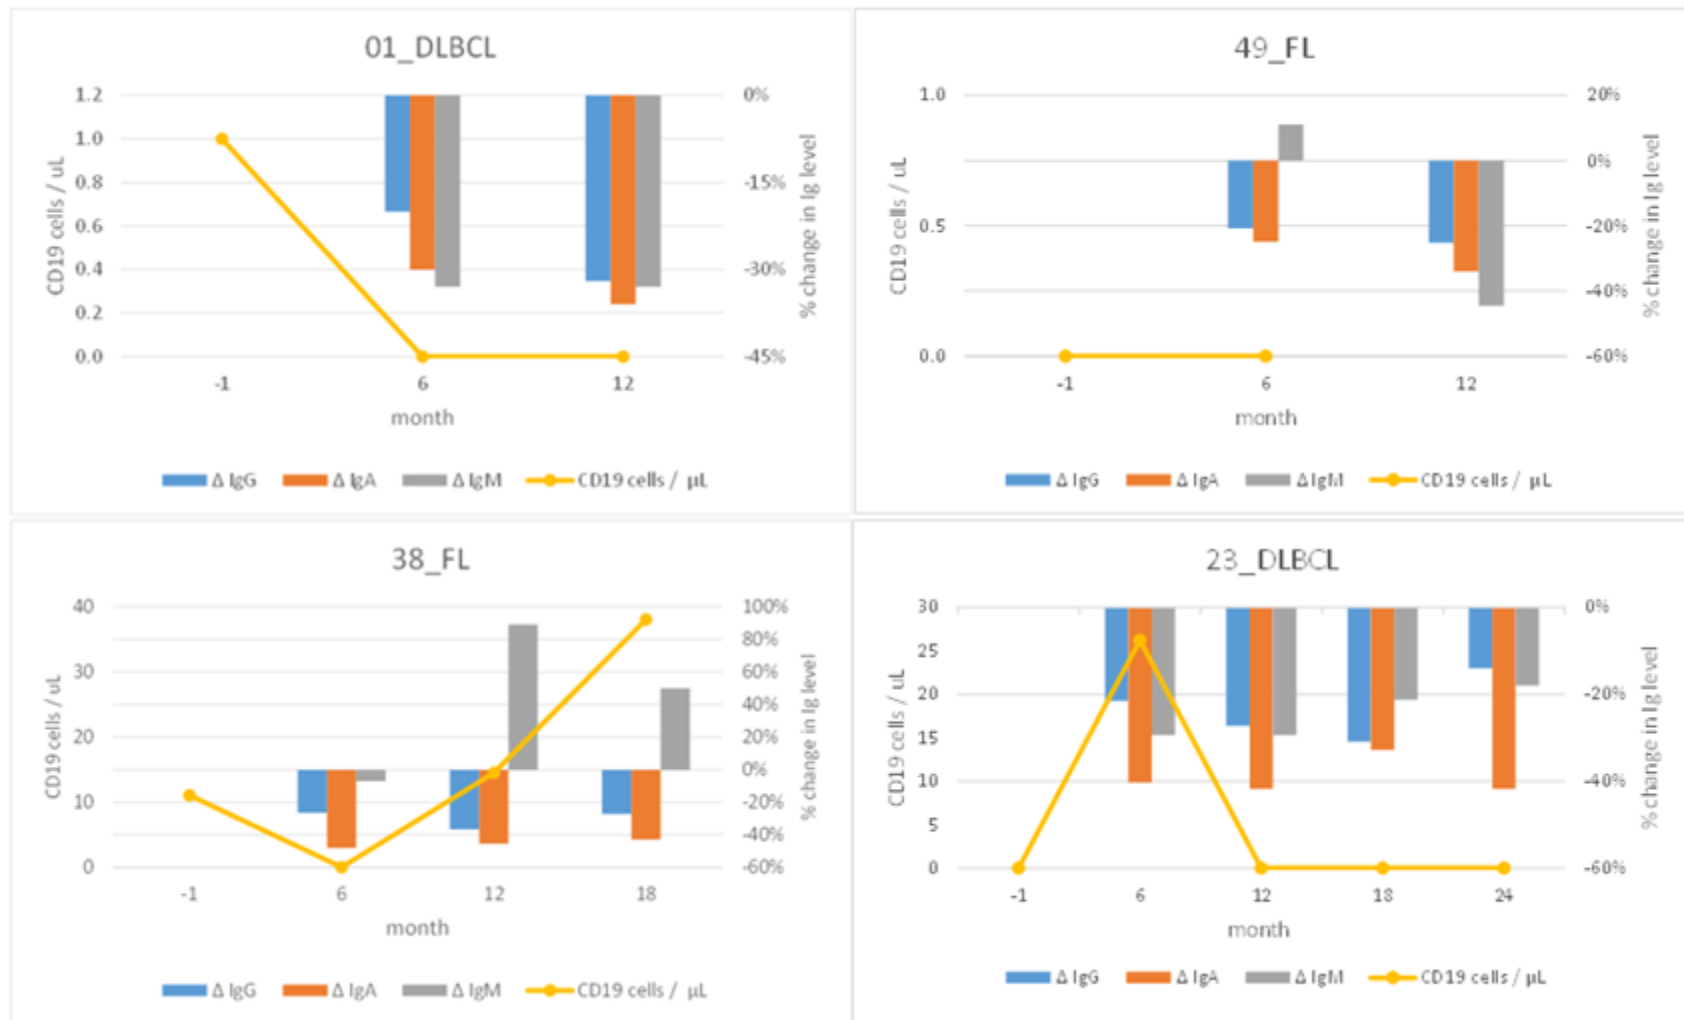 01_DLBCL
1.2
1.0
0.8
0.6
0.4
0.2
0.0
CD19 cells / uL
0%
-15%
-30%
-45%
% change in Ig level
-1 6 12
month
Δ IgG Δ IgA Δ IgM CD19 cells / μL
49_FL
1.0
0.5
0.0
CD19 cells / uL
20%
0%
-20%
-40%
-60%
% change in Ig level
-1 6 12
month
Δ IgG Δ IgA Δ IgM CD19 cells / μL
38_FL
40
30
20
10
0
CD19 cells / uL
100%
80%
60%
40%
20%
0%
-20%
-40%
-60%
% change in Ig level
-1 6 12 18
month
Δ IgG Δ IgA Δ IgM CD19 cells / μL
23_DLBCL
30
25
20
15
10
5
0
CD19 cells / uL
0%
-20%
-40%
-60%
% change in Ig level
-1 6 12 18 24
month
Δ IgG Δ IgA Δ IgM CD19 cells / μL